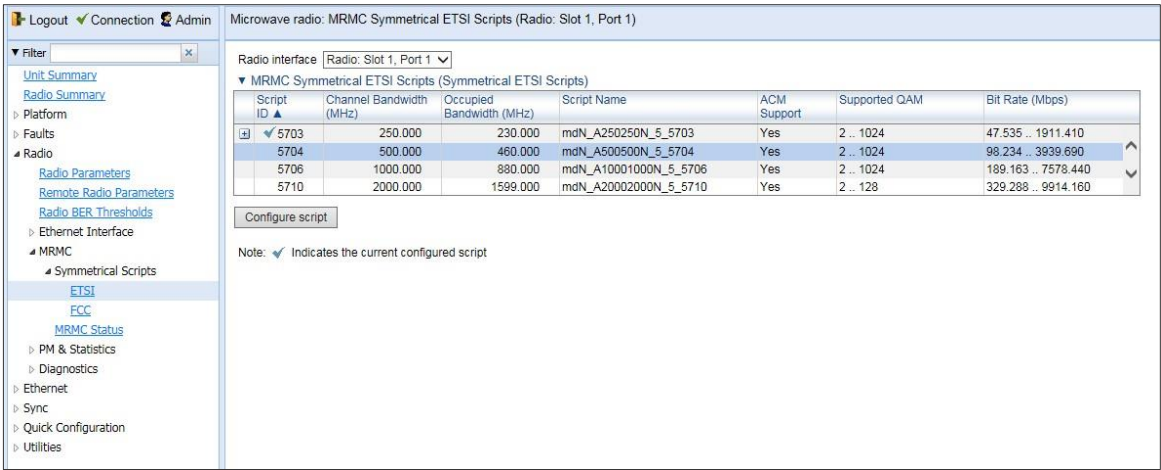 Logout Connection Admin
Microwave radio: MRMC Symmetrical ETSI Scripts (Radio: Slot 1, Port 1)
Filter
Unit Summary
Radio Summary
Platform
Faults
Radio
Radio Parameters
Remote Radio Parameters
Radio BER Thresholds
Ethernet Interface
MRMC
Symmetrical Scripts
ETSI
FCC
MRMC Status
PM & Statistics
Diagnostics
Ethernet
Sync
Quick Configuration
Utilities
Radio interface Radio: Slot 1, Port 1
MRMC Symmetrical ETSI Scripts (Symmetrical ETSI Scripts)
Script Channel Bandwidth Occupied Script Name ACM Supported QAM Bit Rate (Mbps)
ID ▲ (MHz) Bandwidth (MHz) Support
✓ 5703 250.000 230.000 mdN_A250250N_5_5703 Yes 2 .. 1024 47.535 .. 1911.410
5704 500.000 460.000 mdN_A500500N_5_5704 Yes 2 .. 1024 98.234 .. 3939.690
5706 1000.000 880.000 mdN_A10001000N_5_5706 Yes 2 .. 1024 189.163 .. 7578.440
5710 2000.000 1599.000 mdN_A20002000N_5_5710 Yes 2 .. 128 329.288 .. 9914.160
Configure script
Note: ✓ Indicates the current configured script